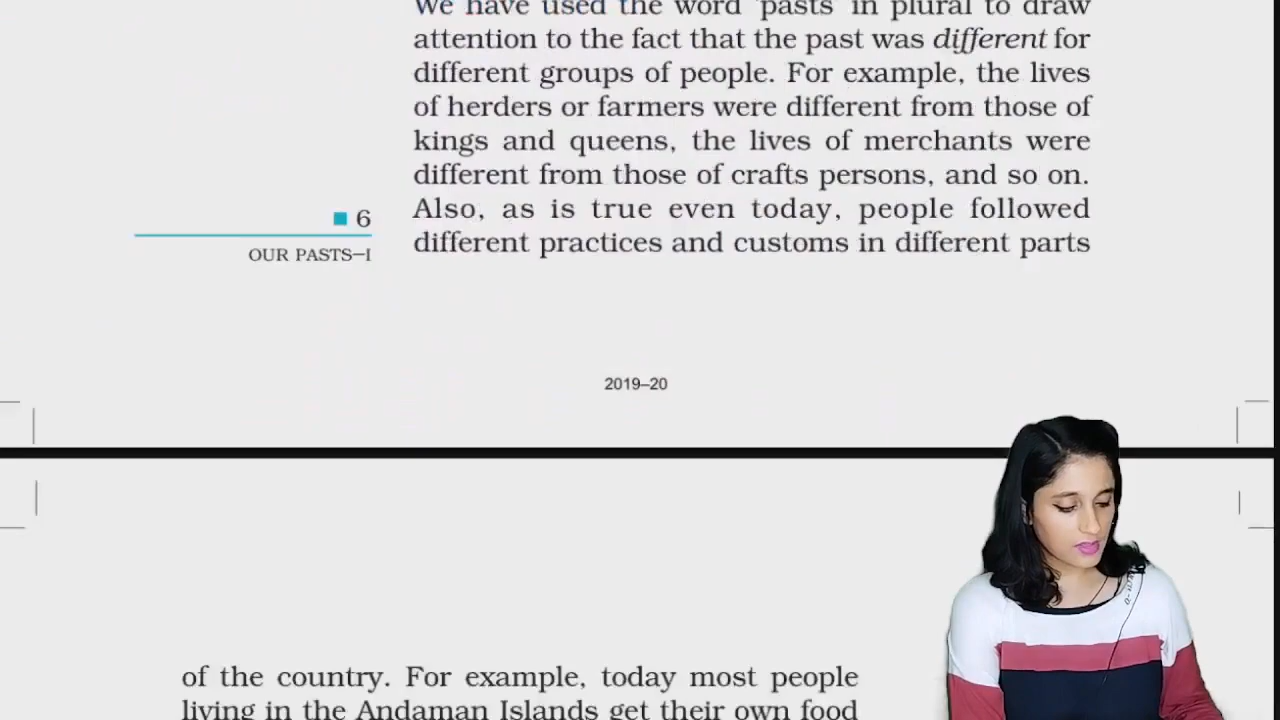 We have used the word 'pasts' in plural to draw
attention to the fact that the past was different for
different groups of people. For example, the lives
of herders or farmers were different from those of
kings and queens, the lives of merchants were
different from those of crafts persons, and so on.
Also, as is true even today, people followed
different practices and customs in different parts
6
OUR PASTS–I
2019–20
of the country. For example, today most people
living in the Andaman Islands get their own food